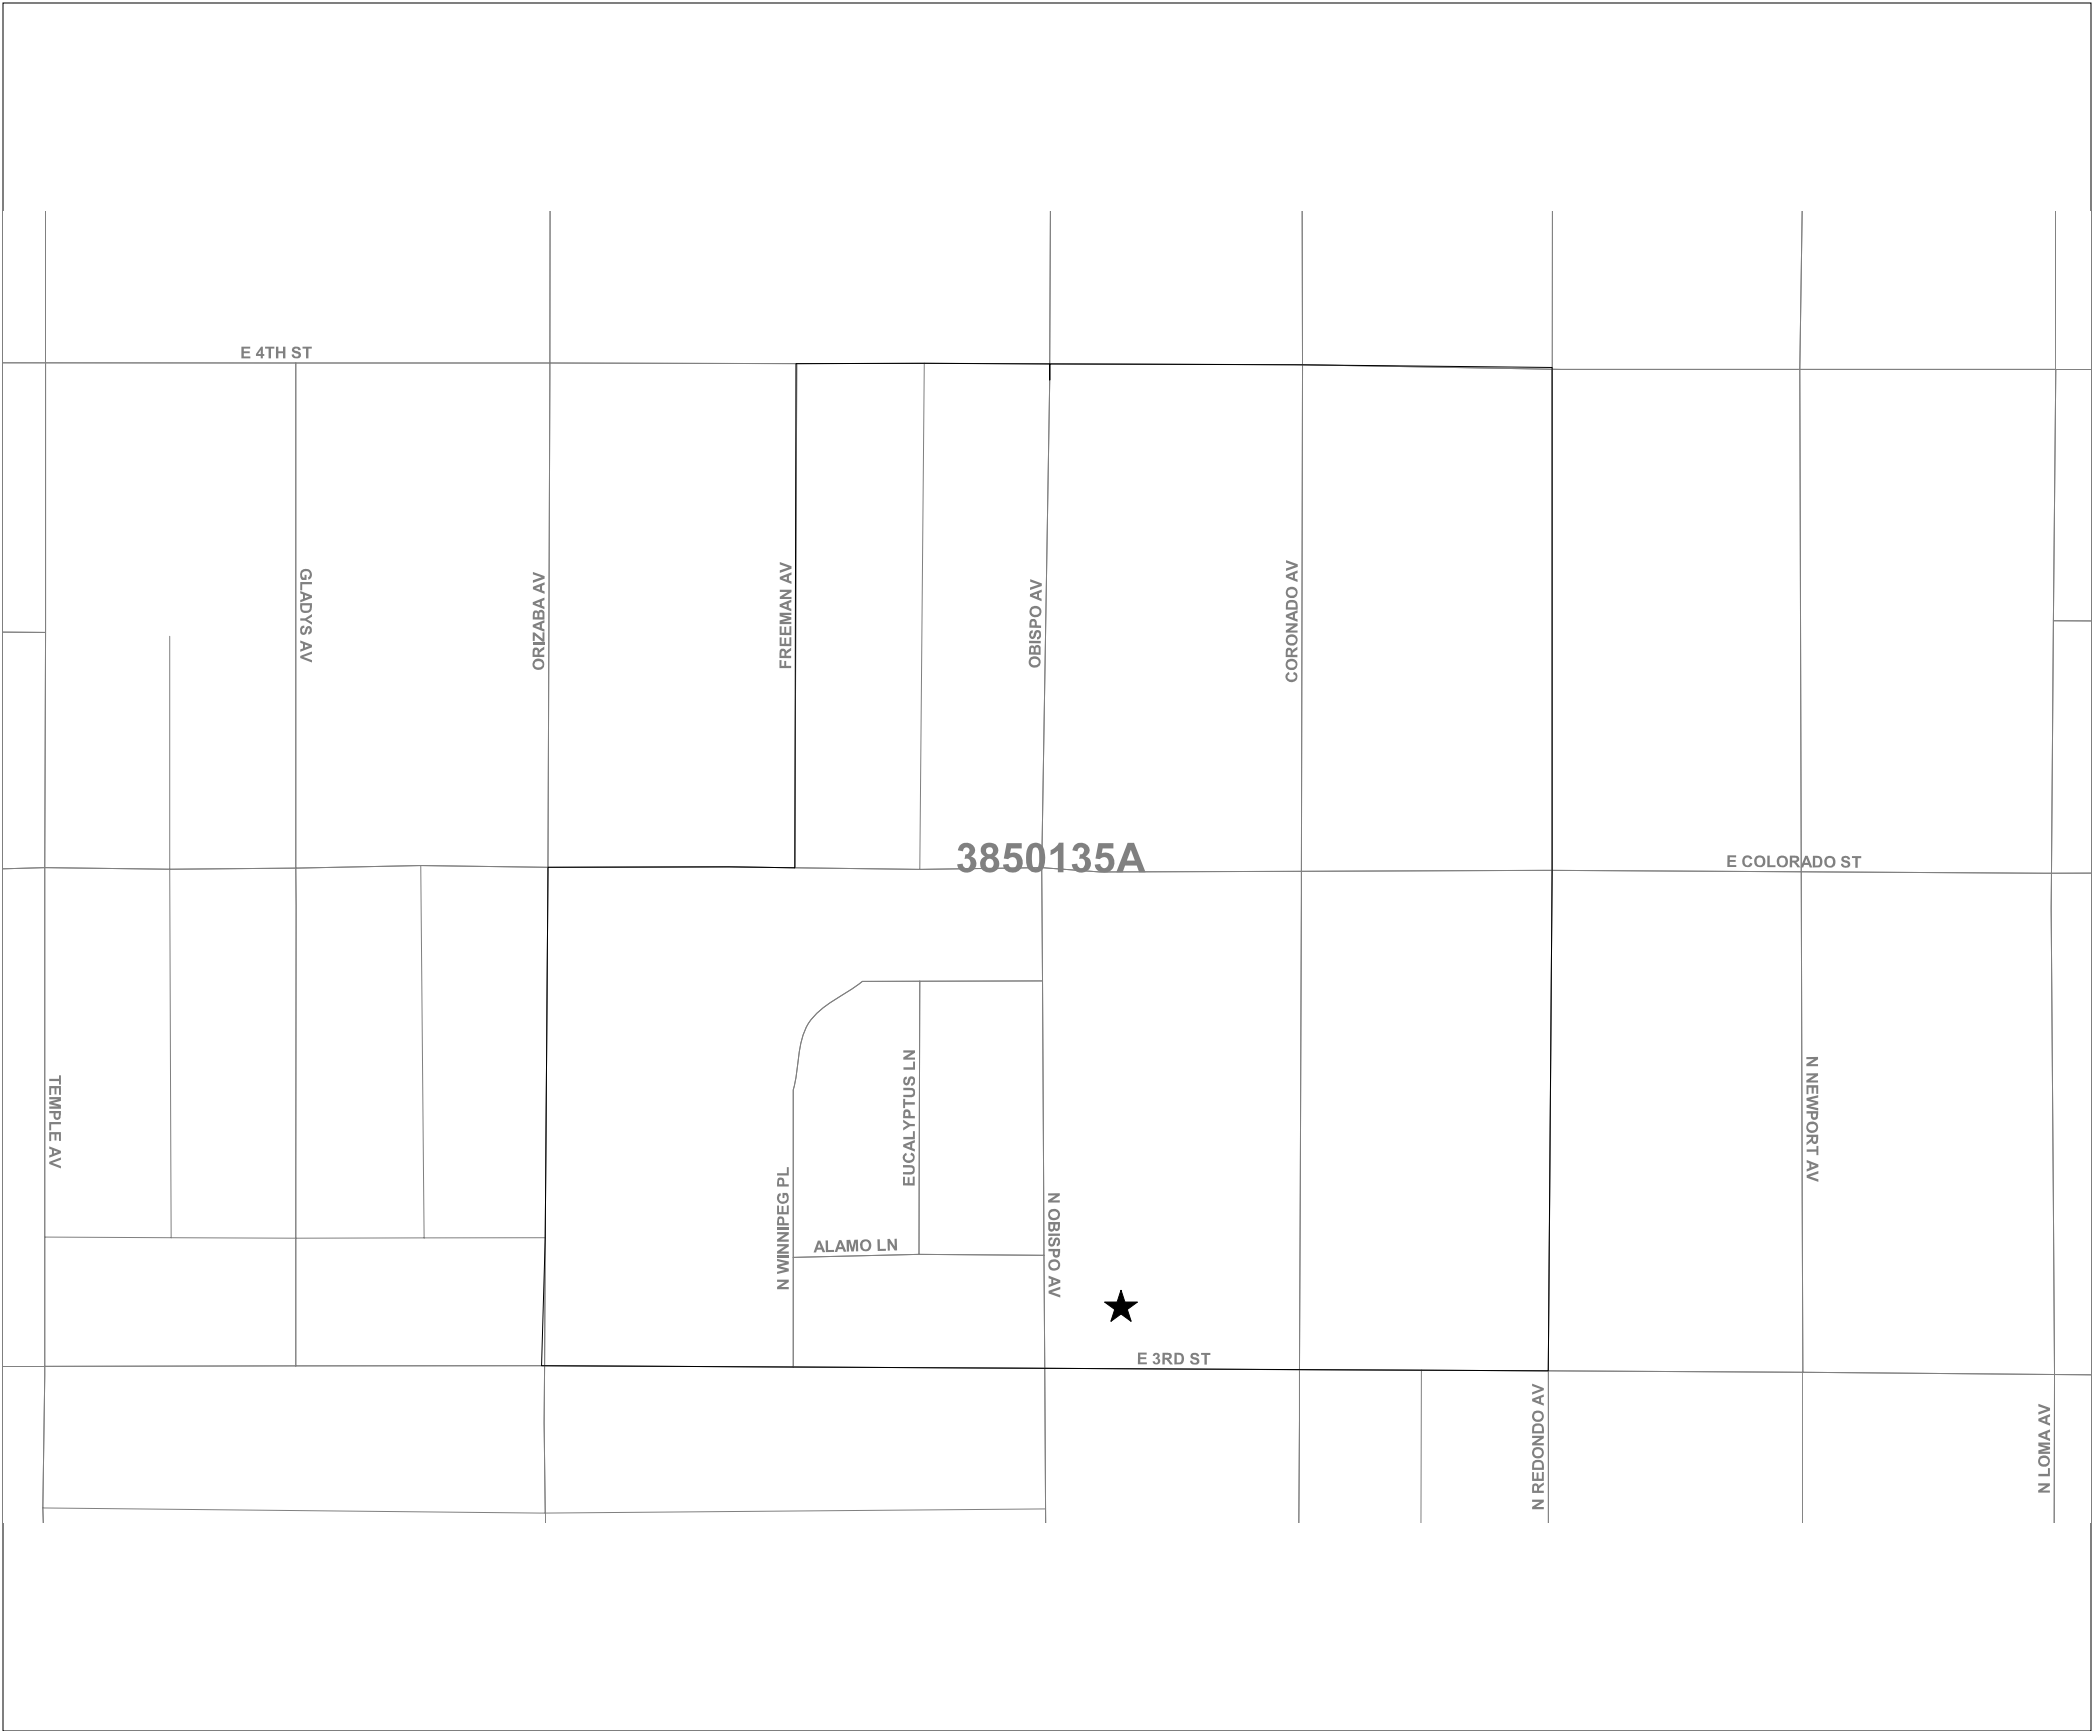 E 4TH ST
GLADYS AV
ORIZABA AV
FREEMAN AV
OBISPO AV
CORONADO AV
3850135A
E COLORADO ST
TEMPLE AV
N WINNIPEG PL
EUCALYPTUS LN
ALAMO LN
N OBISPO AV
N NEWPORT AV
E 3RD ST
N REDONDO AV
N LOMA AV